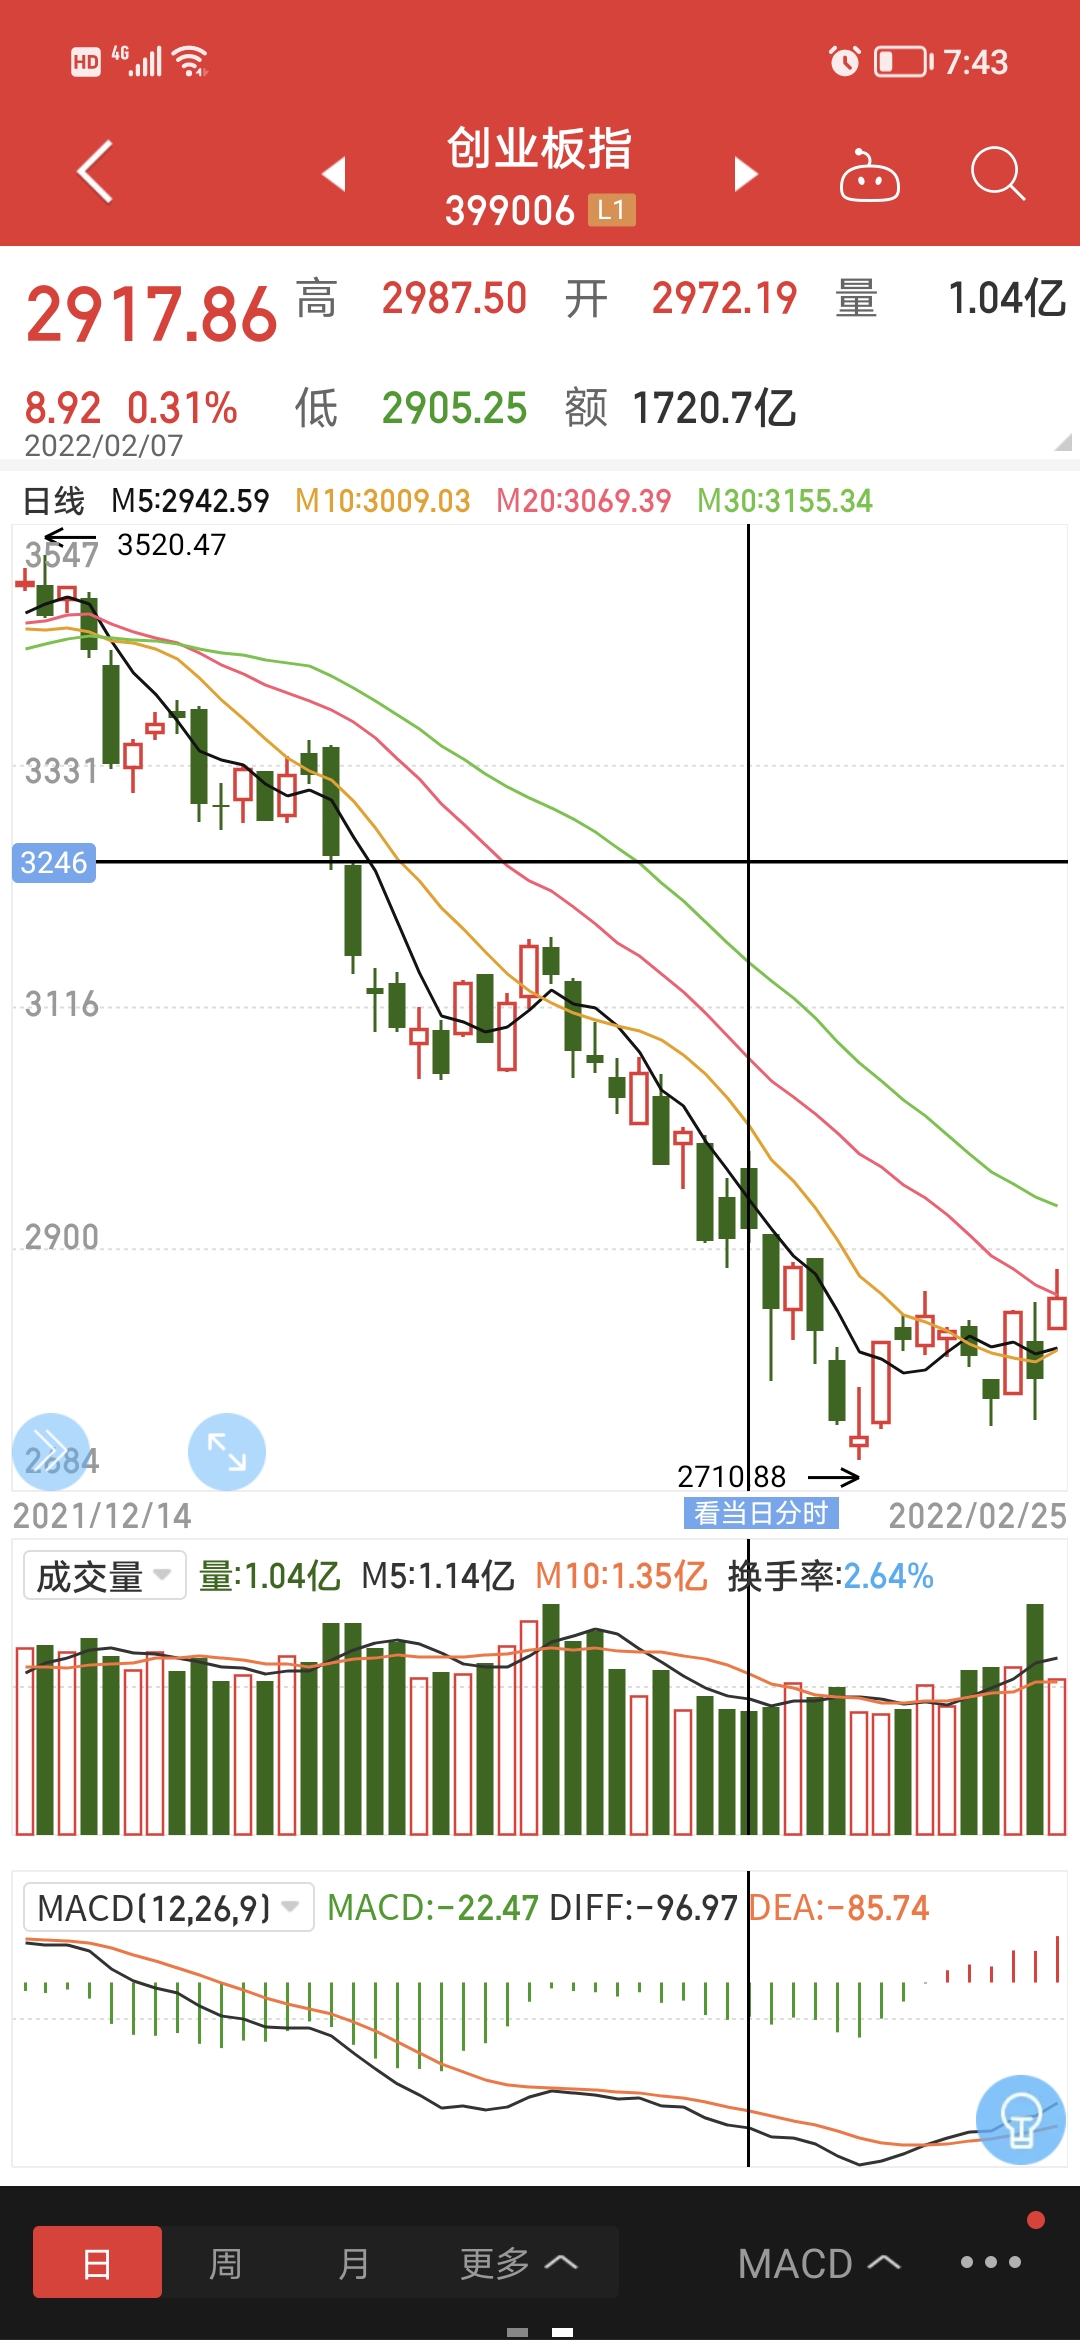 HD 4G 7:43
创业板指
399006 L1
2917.86 高 2987.50 开 2972.19 量 1.04亿
8.92 0.31% 低 2905.25 额 1720.7亿
2022/02/07
日线 M5:2942.59 M10:3009.03 M20:3069.39 M30:3155.34
3547 3520.47
3331
3246
3116
2900
2684
2710.88
2021/12/14 看当日分时 2022/02/25
成交量 量:1.04亿 M5:1.14亿 M10:1.35亿 换手率:2.64%
MACD(12,26,9) MACD:-22.47 DIFF:-96.97 DEA:-85.74
日 周 月 更多 MACD